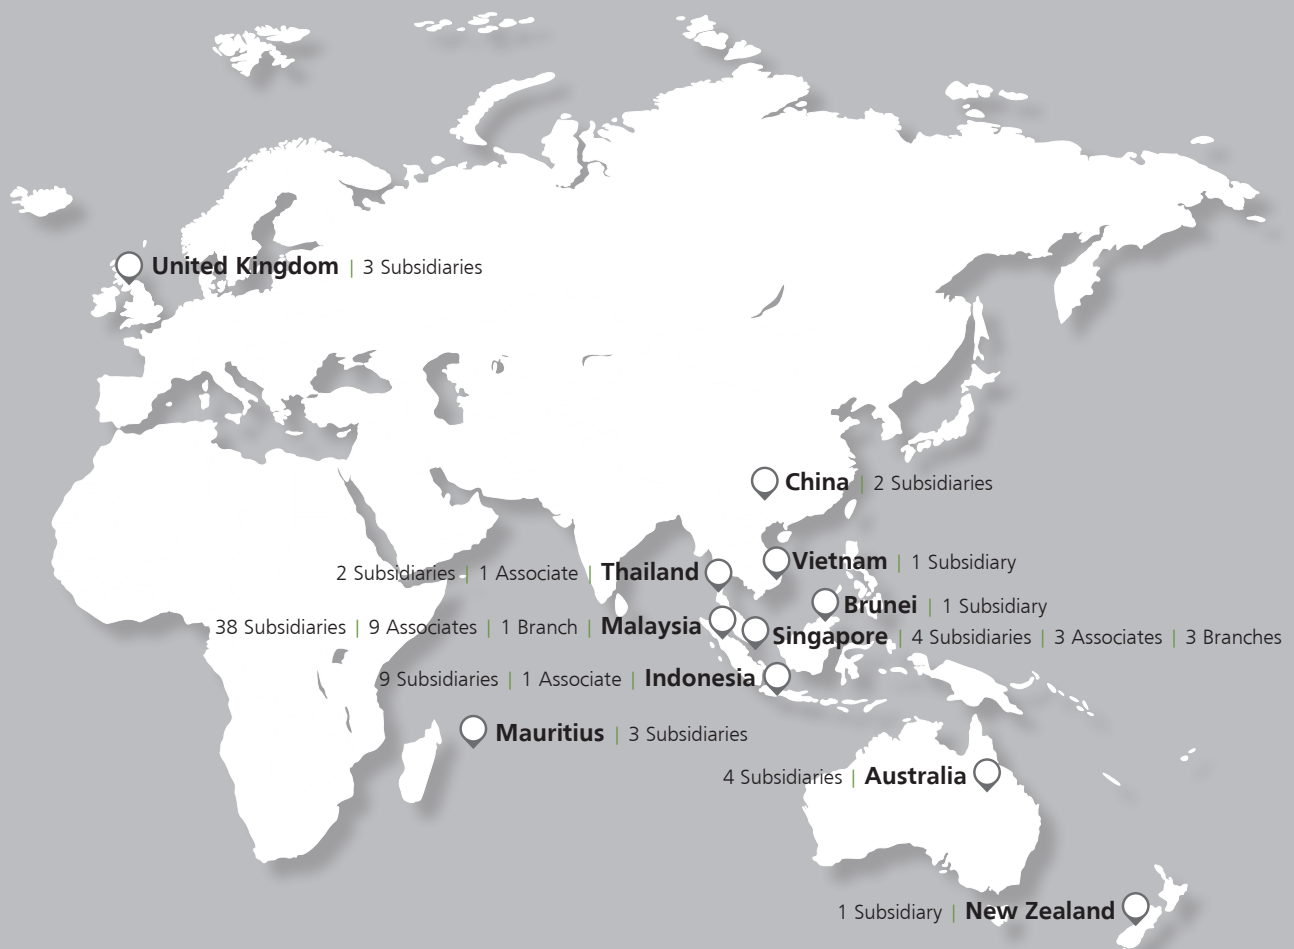 United Kingdom | 3 Subsidiaries
China | 2 Subsidiaries
Vietnam | 1 Subsidiary
2 Subsidiaries | 1 Associate | Thailand
Brunei | 1 Subsidiary
38 Subsidiaries | 9 Associates | 1 Branch | Malaysia
Singapore | 4 Subsidiaries | 3 Associates | 3 Branches
9 Subsidiaries | 1 Associate | Indonesia
Mauritius | 3 Subsidiaries
4 Subsidiaries | Australia
1 Subsidiary | New Zealand